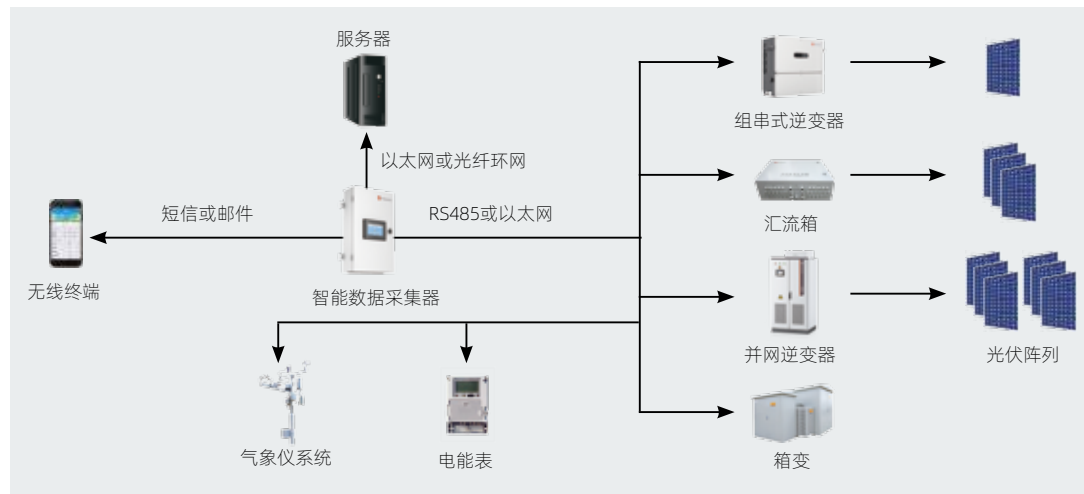 服务器
组串式逆变器
以太网或光纤环网
短信或邮件
RS485或以太网
汇流箱
无线终端
智能数据采集器
并网逆变器
光伏阵列
气象仪系统
电能表
箱变